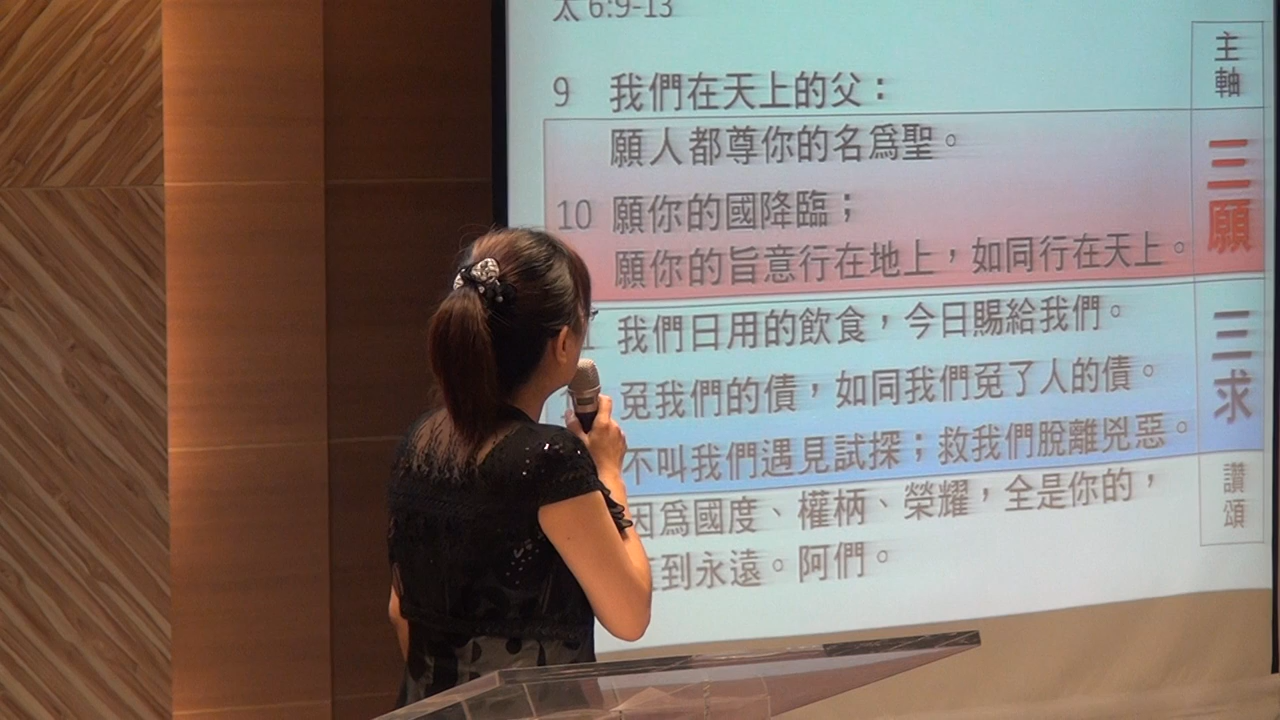 太 6:9-13
主軸
9 我們在天上的父：
願人都尊你的名爲聖。
三願
10 願你的國降臨；
願你的旨意行在地上，如同行在天上。
我們日用的飲食，今日賜給我們。
三求
免我們的債，如同我們免了人的債。
不叫我們遇見試探；救我們脫離兇惡。
因爲國度、權柄、榮耀，全是你的，
讚頌
到永遠。阿們。